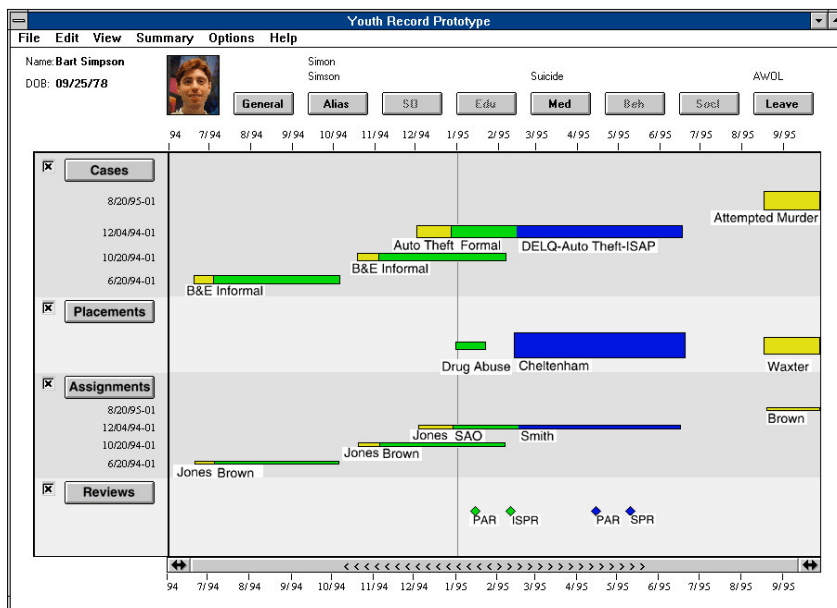 Youth Record Prototype
File Edit View Summary Options Help
Name: Bart Simpson
DOB: 09/25/78
Simon
Simson
Suicide
AWOL
General Alias SO Edu Med Beh Socl Leave
94 7/94 8/94 9/94 10/94 11/94 12/94 1/95 2/95 3/95 4/95 5/95 6/95 7/95 8/95 9/95
Cases
8/20/95-01
Attempted Murder
12/04/94-01
Auto Theft Formal DELQ-Auto Theft-ISAP
10/20/94-01
B&E Informal
6/20/94-01
B&E Informal
Placements
Drug Abuse Cheltenham Waxter
Assignments
8/20/95-01
Brown
12/04/94-01
Jones SAO Smith
10/20/94-01
Jones Brown
6/20/94-01
Jones Brown
Reviews
PAR ISPR PAR SPR
94 7/94 8/94 9/94 10/94 11/94 12/94 1/95 2/95 3/95 4/95 5/95 6/95 7/95 8/95 9/95